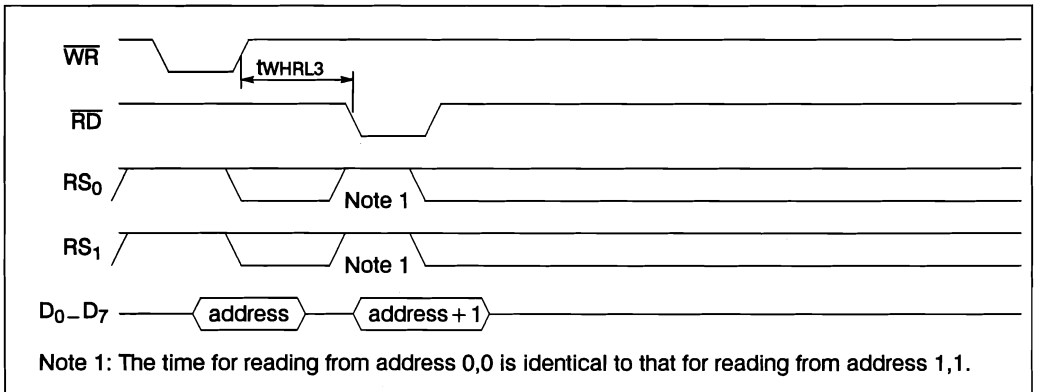 WR
tWHRL3
RD
RS0
Note 1
RS1
Note 1
D0–D7 address address + 1
Note 1: The time for reading from address 0,0 is identical to that for reading from address 1,1.